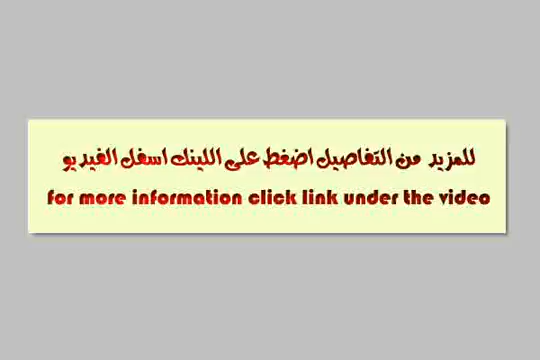 للمزيد من التفاصيل اضغط على اللينك اسفل الفيديو
for more information click link under the video